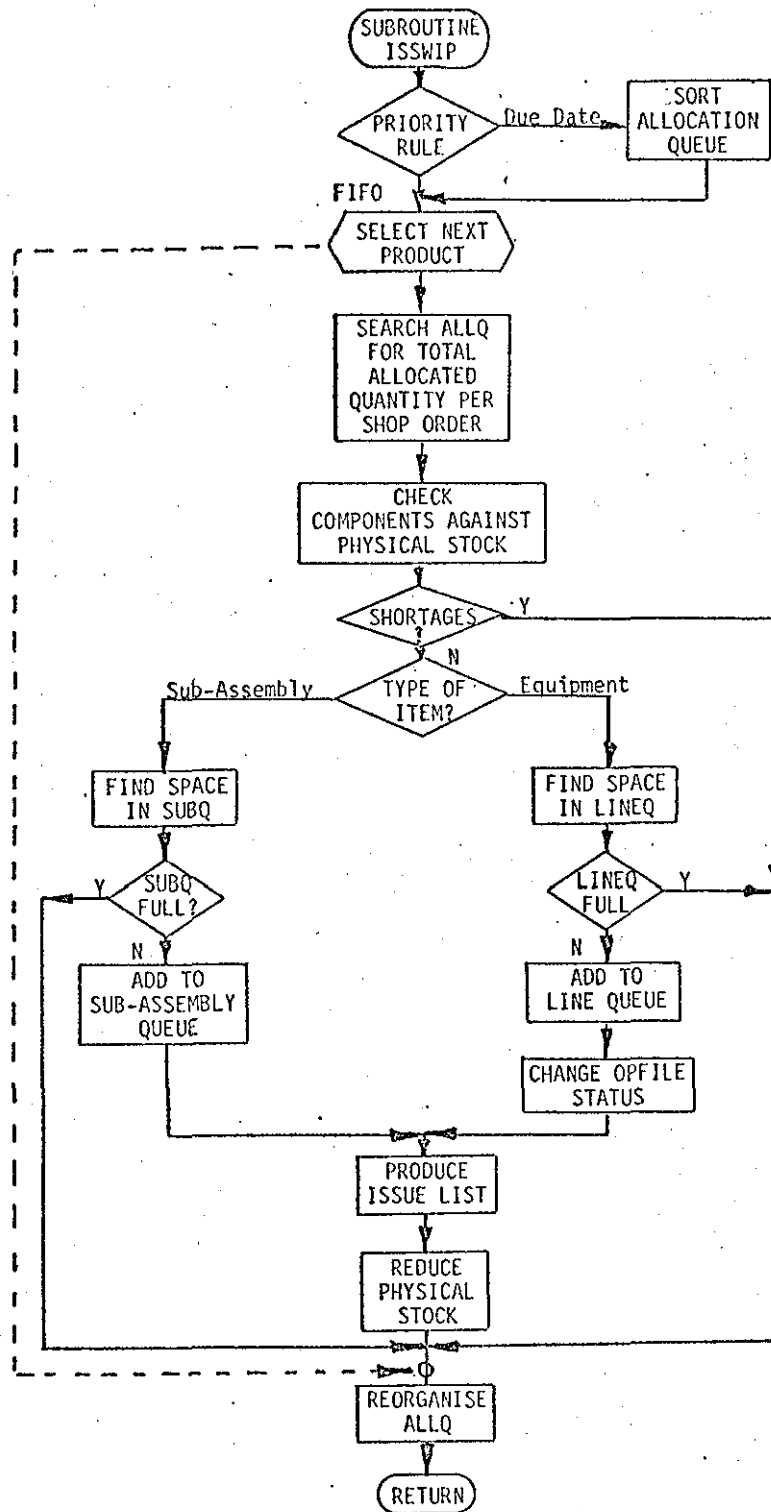 SUBROUTINE
ISSWIP
PRIORITY
RULE
Due Date
SORT
ALLOCATION
QUEUE
FIFO
SELECT NEXT
PRODUCT
SEARCH ALLQ
FOR TOTAL
ALLOCATED
QUANTITY PER
SHOP ORDER
CHECK
COMPONENTS AGAINST
PHYSICAL STOCK
SHORTAGES
?
Y
N
Sub-Assembly
TYPE OF
ITEM?
Equipment
FIND SPACE
IN SUBQ
FIND SPACE
IN LINEQ
Y
SUBQ
FULL?
LINEQ
FULL
Y
N
ADD TO
SUB-ASSEMBLY
QUEUE
N
ADD TO
LINE QUEUE
CHANGE OPFILE
STATUS
PRODUCE
ISSUE LIST
REDUCE
PHYSICAL
STOCK
REORGANISE
ALLQ
RETURN